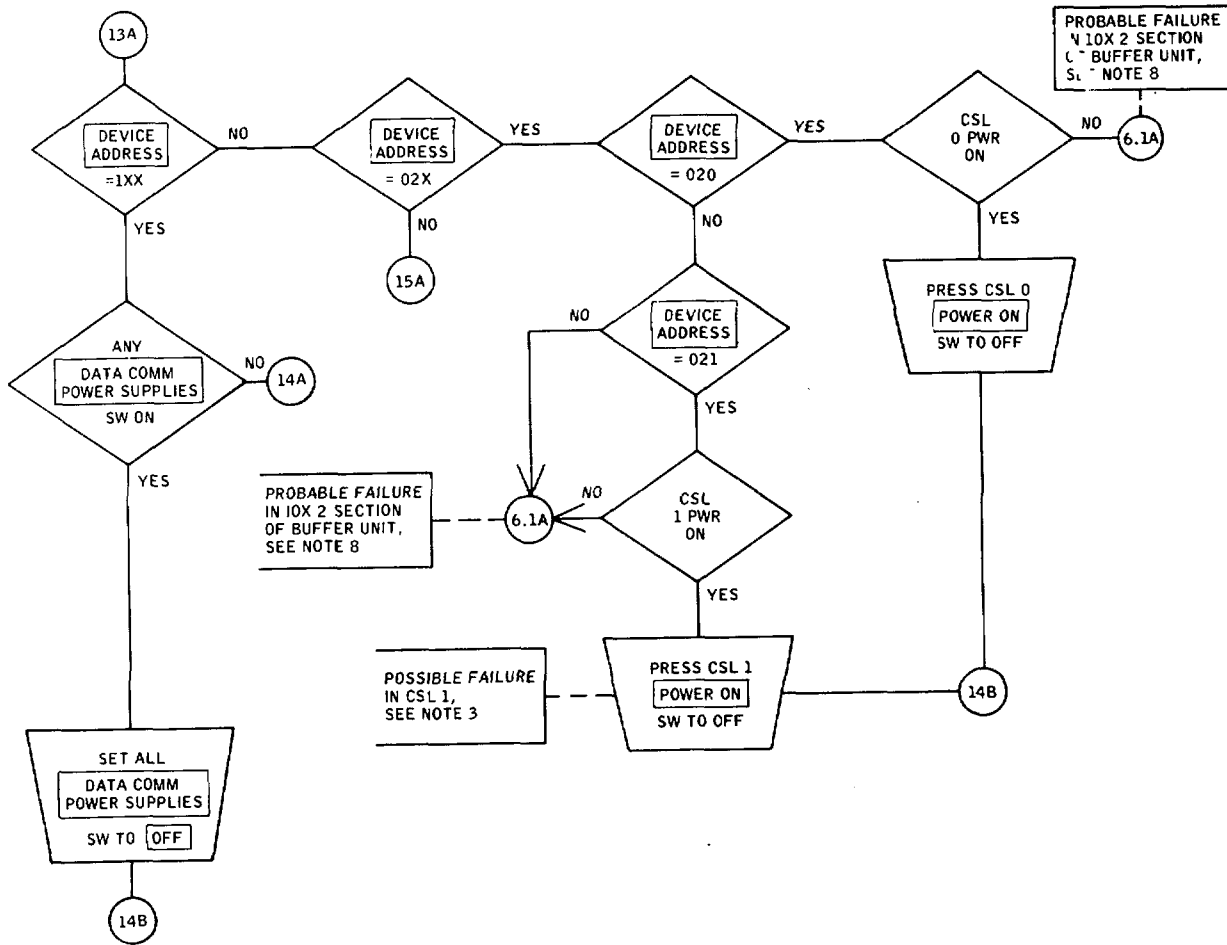 13A
DEVICE
ADDRESS
=1XX
NO
YES
DEVICE
ADDRESS
= 02X
YES
NO
15A
DEVICE
ADDRESS
= 020
YES
NO
CSL
0 PWR
ON
NO
6.1A
YES
PROBABLE FAILURE
10X 2 SECTION
BUFFER UNIT,
NOTE 8
PRESS CSL 0
POWER ON
SW TO OFF
ANY
DATA COMM
POWER SUPPLIES
SW ON
NO
14A
YES
NO
DEVICE
ADDRESS
= 021
YES
PROBABLE FAILURE
IN IOX 2 SECTION
OF BUFFER UNIT,
SEE NOTE 8
6.1A
NO
CSL
1 PWR
ON
YES
POSSIBLE FAILURE
IN CSL 1,
SEE NOTE 3
PRESS CSL 1
POWER ON
SW TO OFF
14B
SET ALL
DATA COMM
POWER SUPPLIES
SW TO OFF
14B